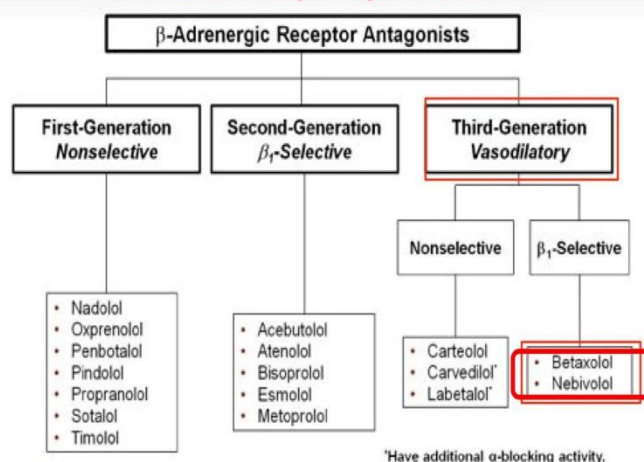 β-Adrenergic Receptor Antagonists
First-Generation
Nonselective
Second-Generation
β1-Selective
Third-Generation
Vasodilatory
Nonselective
β1-Selective
• Nadolol
• Oxprenolol
• Penbotalol
• Pindolol
• Propranolol
• Sotalol
• Timolol
• Acebutolol
• Atenolol
• Bisoprolol
• Esmolol
• Metoprolol
• Carteolol
• Carvedilol*
• Labetalol*
• Betaxolol
• Nebivolol
*Have additional α-blocking activity.